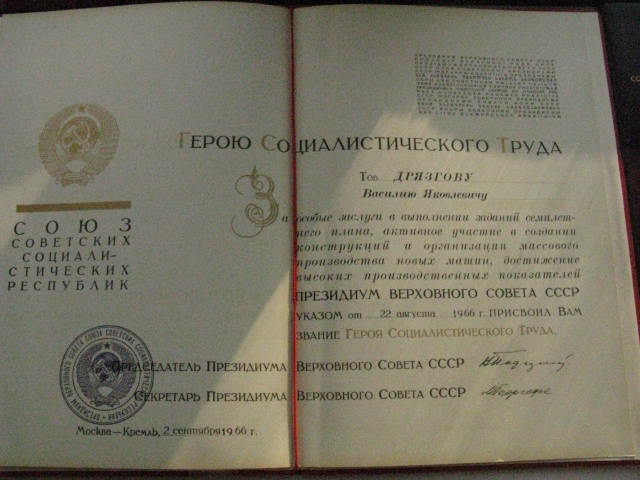 СОЮЗ
СОВЕТСКИХ
СОЦИАЛИ-
СТИЧЕСКИХ
РЕСПУБЛИК
ГЕРОЮ СОЦИАЛИСТИЧЕСКОГО ТРУДА
Тов. ДРЯЗГОВУ
Василию Яковлевичу
За особые заслуги в выполнении заданий семилет-
него плана, активное участие в создании
конструкций и организации массового
производства новых машин, достижение
высоких производственных показателей
ПРЕЗИДИУМ ВЕРХОВНОГО СОВЕТА СССР
УКАЗОМ от 22 августа 1966 г. ПРИСВОИЛ ВАМ
ЗВАНИЕ ГЕРОЯ СОЦИАЛИСТИЧЕСКОГО ТРУДА.
ПРЕДСЕДАТЕЛЬ ПРЕЗИДИУМА ВЕРХОВНОГО СОВЕТА СССР
СЕКРЕТАРЬ ПРЕЗИДИУМА ВЕРХОВНОГО СОВЕТА СССР
Москва—Кремль, 2 сентября 1966 г.